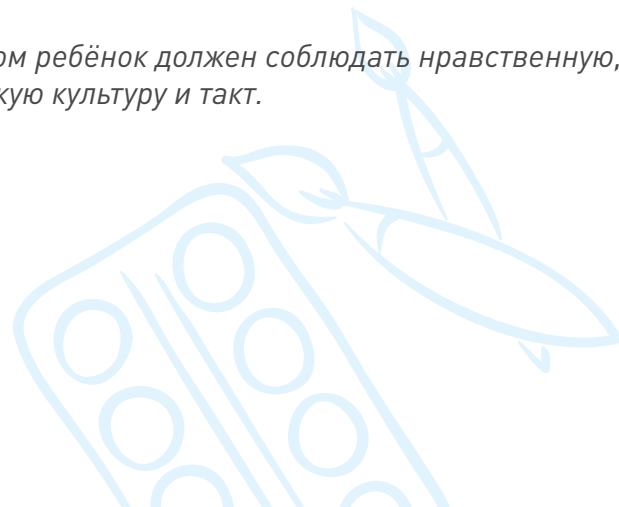 ом ребёнок должен соблюдать нравственную,
кую культуру и такт.